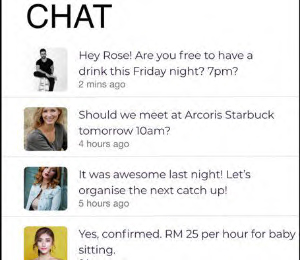 CHAT
Hey Rose! Are you free to have a
drink this Friday night? 7pm?
2 mins ago
Should we meet at Arcoris Starbuck
tomorrow 10am?
4 hours ago
It was awesome last night! Let's
organise the next catch up!
5 hours ago
Yes, confirmed. RM 25 per hour for baby
sitting.